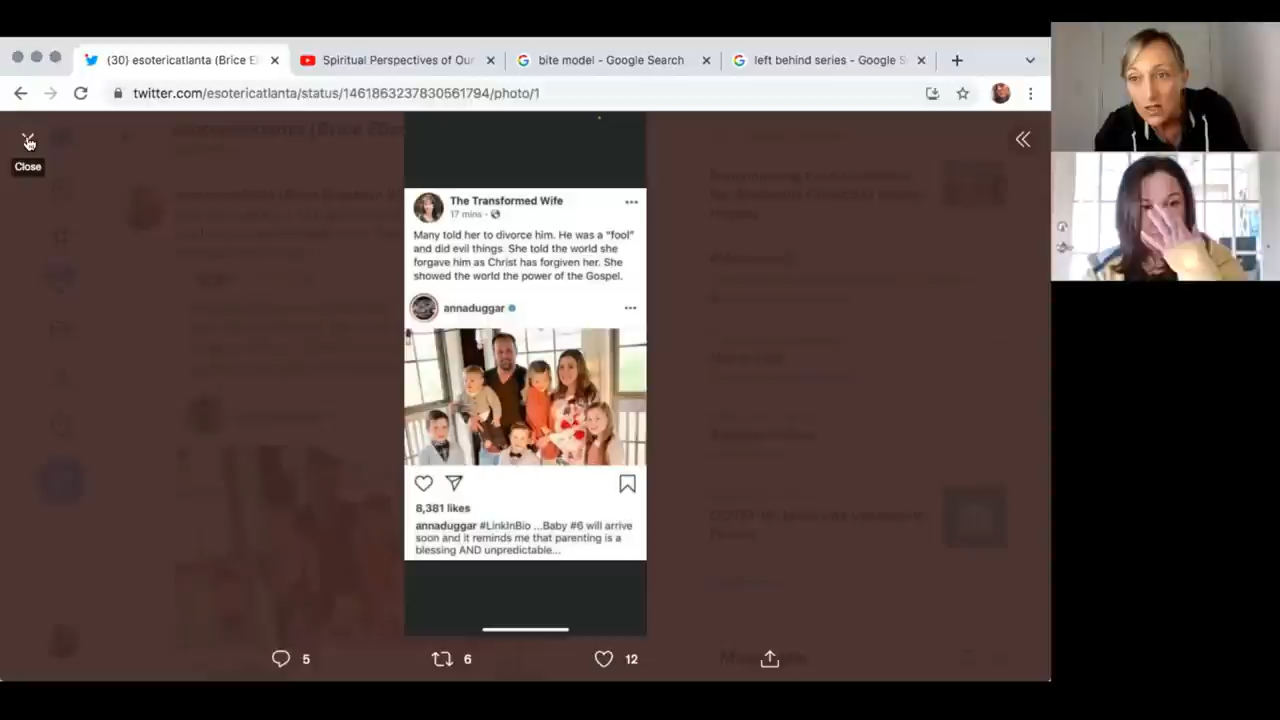 (30) esotericatlanta (Brice E
Spiritual Perspectives of Our
bite model - Google Search
left behind series - Google S
twitter.com/esotericatlanta/status/1461863237830561794/photo/1
Close
The Transformed Wife
17 mins ·
Many told her to divorce him. He was a "fool"
and did evil things. She told the world she
forgave him as Christ has forgiven her. She
showed the world the power of the Gospel.
annaduggar
8,381 likes
annaduggar #LinkInBio ...Baby #6 will arrive
soon and it reminds me that parenting is a
blessing AND unpredictable...
5
6
12